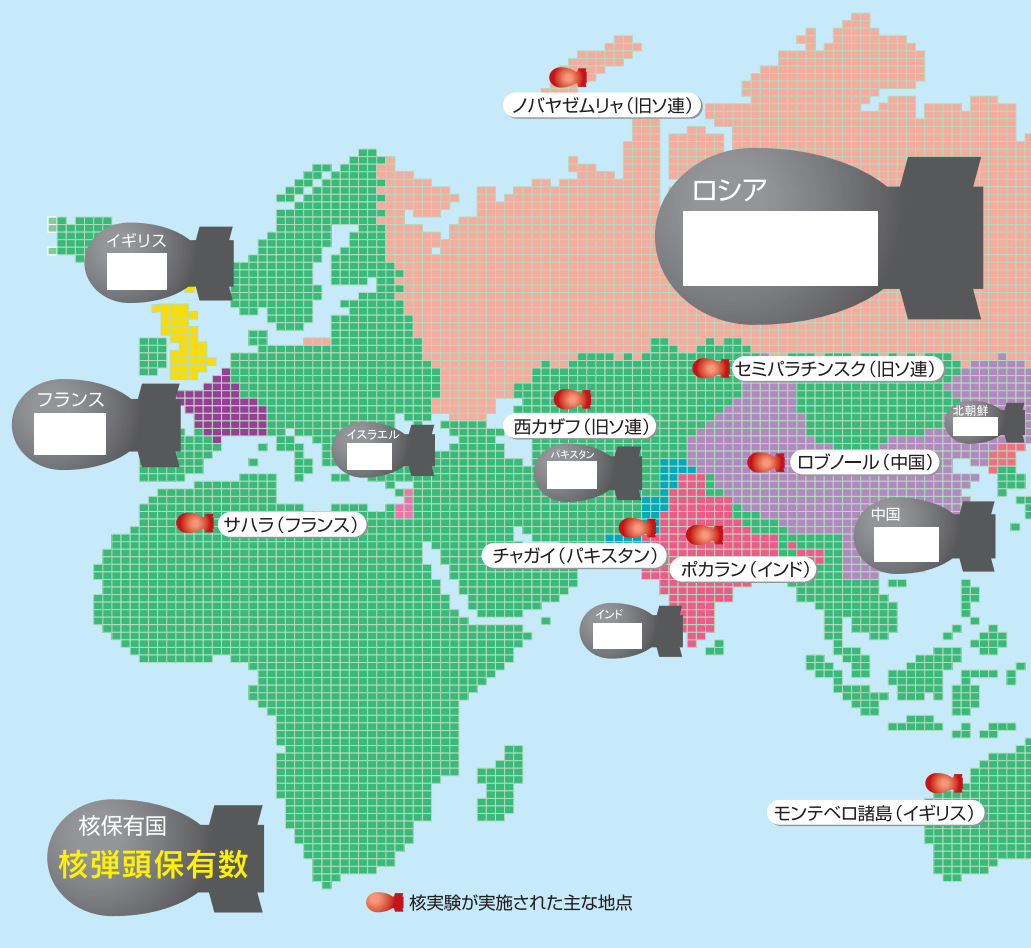 ノバヤゼムリャ（旧ソ連）
ロシア
イギリス
セミパラチンスク（旧ソ連）
フランス
西カザフ（旧ソ連）
北朝鮮
イスラエル
パキスタン
ロブノール（中国）
サハラ（フランス）
中国
チャガイ（パキスタン）
ポカラン（インド）
インド
モンテベロ諸島（イギリス）
核保有国
核弾頭保有数
核実験が実施された主な地点